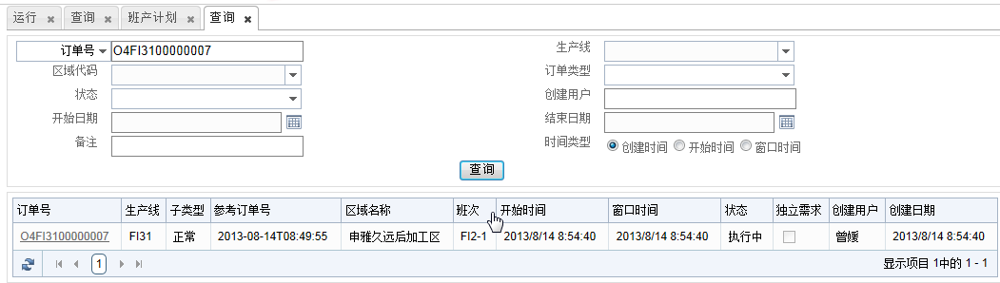 运行 查询 班产计划 查询
订单号 O4FI3100000007 生产线
区域代码 订单类型
状态 创建用户
开始日期 结束日期
备注 时间类型 创建时间 开始时间 窗口时间
查询
订单号 生产线 子类型 参考订单号 区域名称 班次 开始时间 窗口时间 状态 独立需求 创建用户 创建日期
O4FI3100000007 FI31 正常 2013-08-14T08:49:55 申雅久远后加工区 FI2-1 2013/8/14 8:54:40 2013/8/14 8:54:40 执行中 曾媛 2013/8/14 8:54:40
1 显示项目 1中的 1 - 1